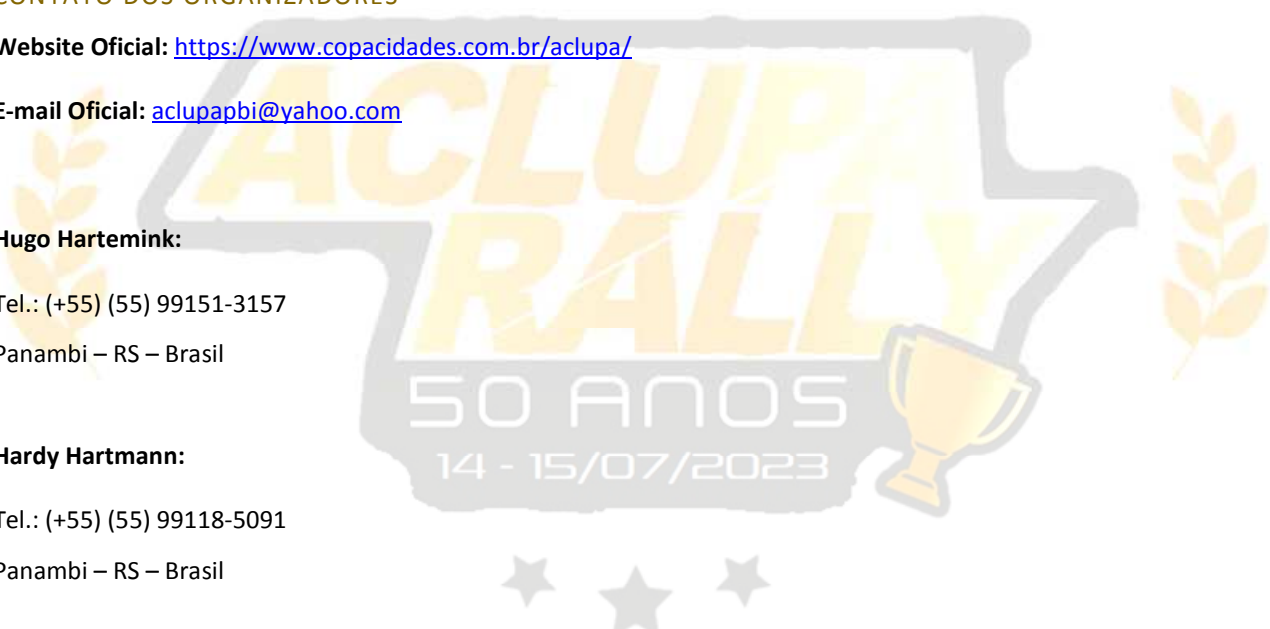 CONTATO DOS ORGANIZADORES
Website Oficial: https://www.copacidades.com.br/aclupa/
E-mail Oficial: aclupapbi@yahoo.com
Hugo Hartemink:
Tel.: (+55) (55) 99151-3157
Panambi – RS – Brasil
Hardy Hartmann:
Tel.: (+55) (55) 99118-5091
Panambi – RS – Brasil
ACLUPA
RALLY
50 ANOS
14 - 15/07/2023